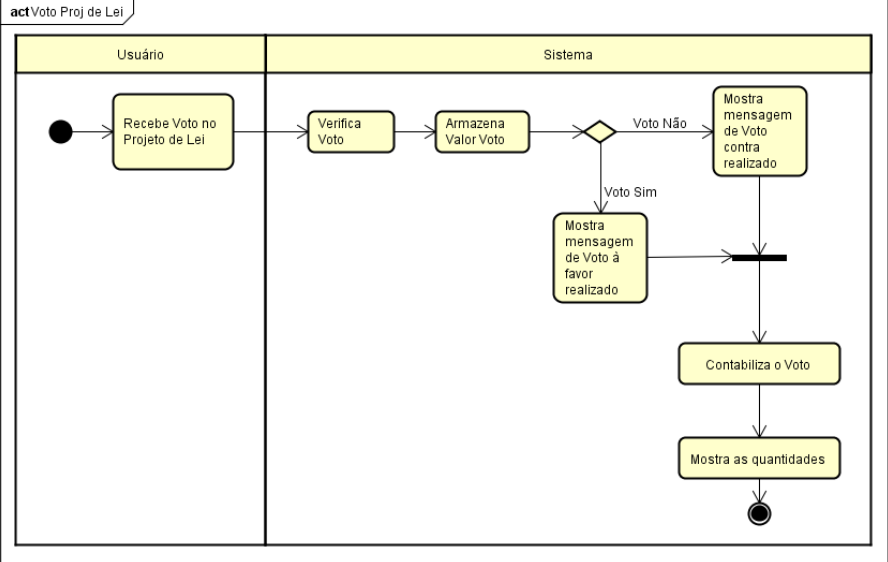 act Voto Proj de Lei
Usuário
Sistema
Recebe Voto no
Projeto de Lei
Verifica
Voto
Armazena
Valor Voto
Voto Não
Mostra
mensagem
de Voto
contra
realizado
Voto Sim
Mostra
mensagem
de Voto à
favor
realizado
Contabiliza o Voto
Mostra as quantidades